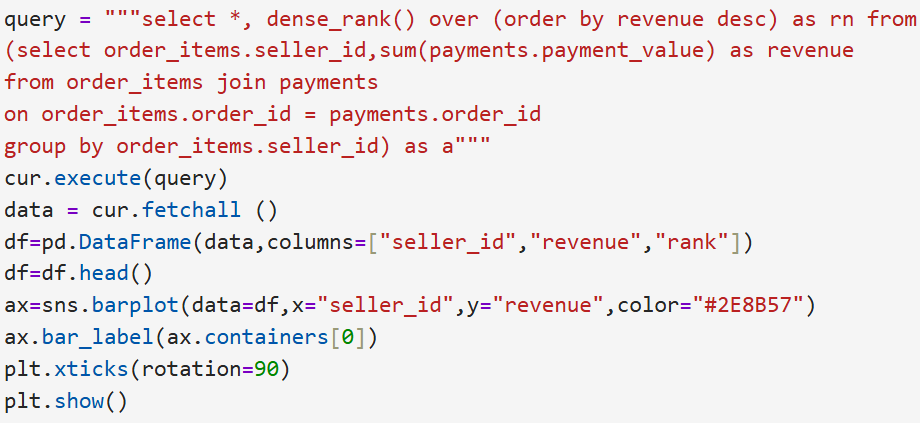 query = """select *, dense_rank() over (order by revenue desc) as rn from
(select order_items.seller_id,sum(payments.payment_value) as revenue
from order_items join payments
on order_items.order_id = payments.order_id
group by order_items.seller_id) as a"""
cur.execute(query)
data = cur.fetchall ()
df=pd.DataFrame(data,columns=["seller_id","revenue","rank"])
df=df.head()
ax=sns.barplot(data=df,x="seller_id",y="revenue",color="#2E8B57")
ax.bar_label(ax.containers[0])
plt.xticks(rotation=90)
plt.show()